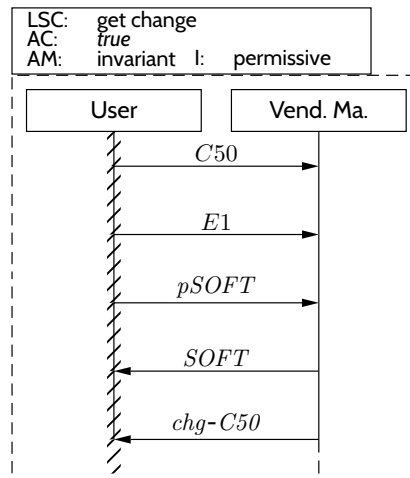 LSC: get change
AC: true
AM: invariant I: permissive
User Vend. Ma.
C50
E1
pSOFT
SOFT
chg-C50